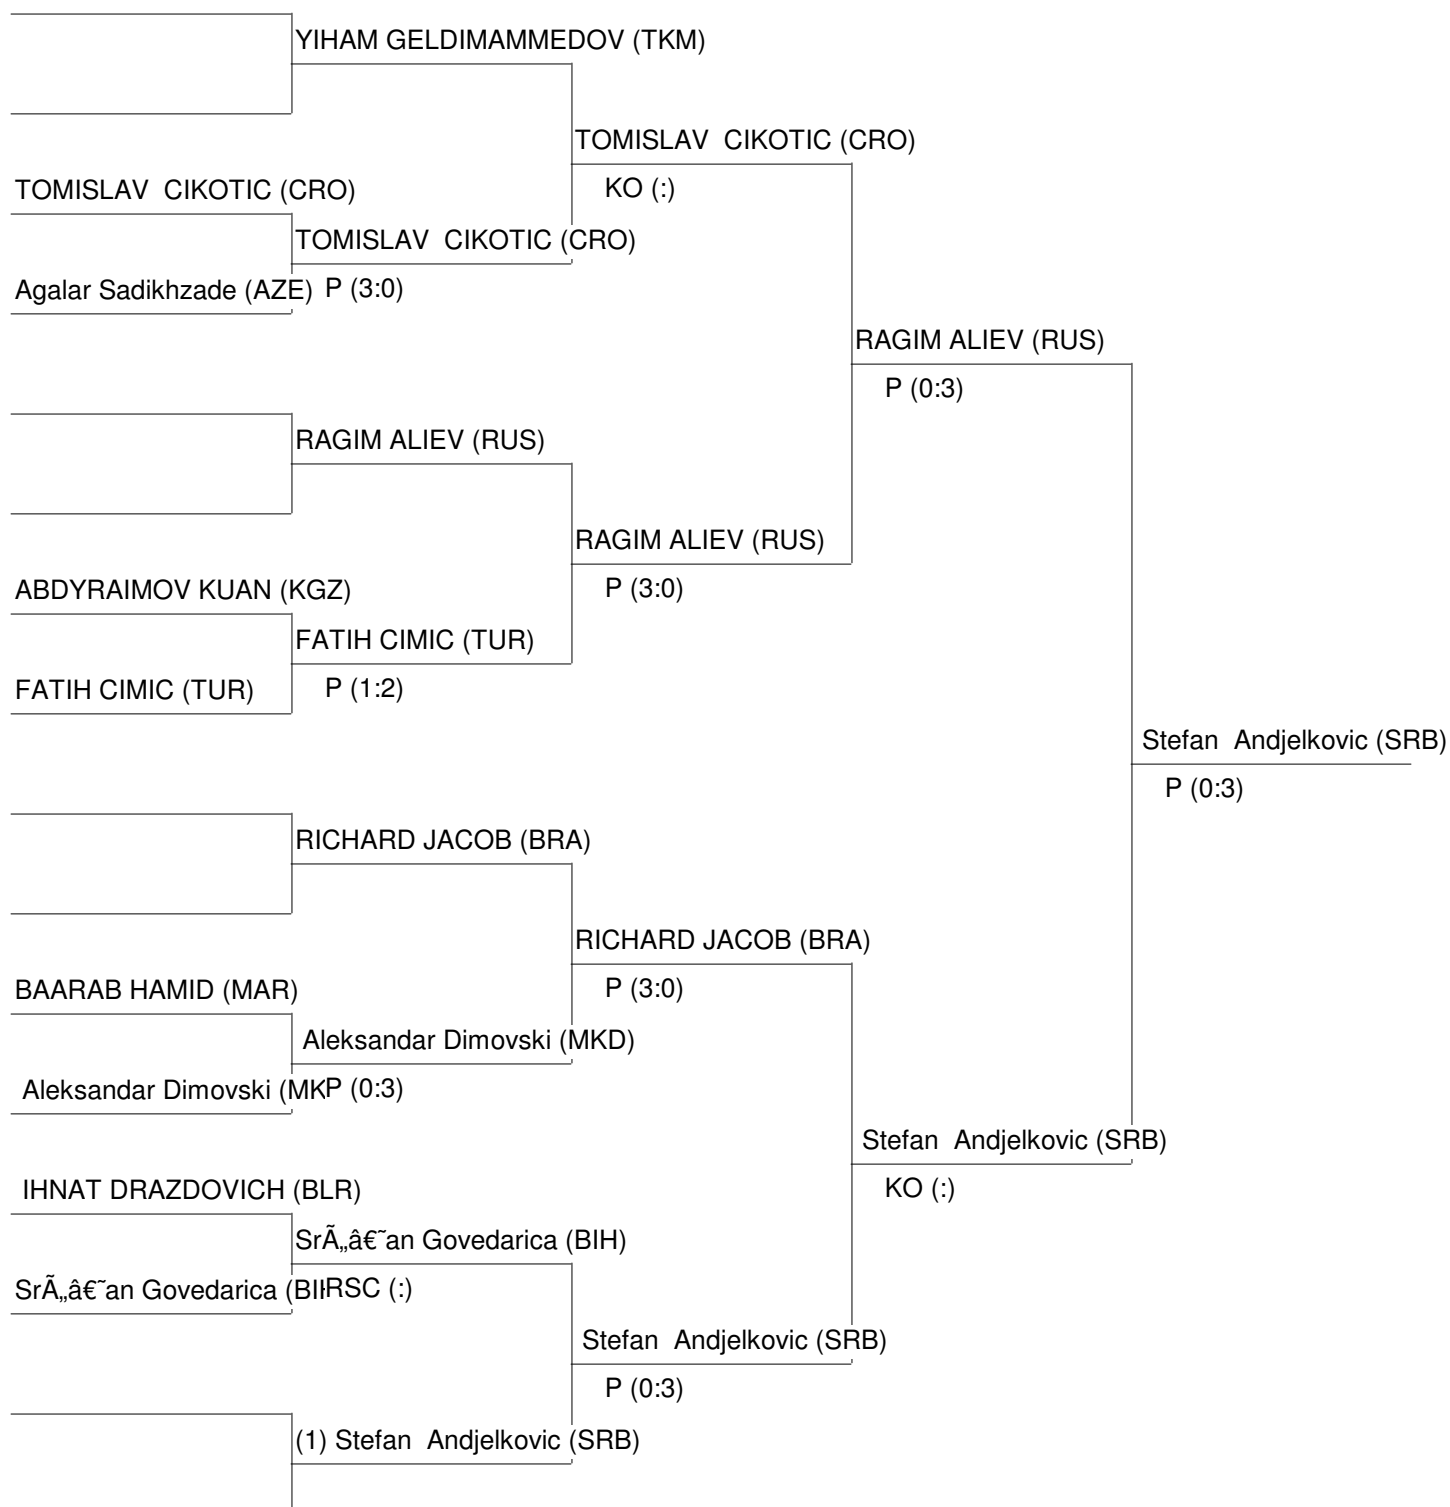 YIHAM GELDIMAMMEDOV (TKM)
TOMISLAV  CIKOTIC (CRO)
KO (:)
TOMISLAV  CIKOTIC (CRO)
TOMISLAV  CIKOTIC (CRO)
Agalar Sadikhzade (AZE) P (3:0)
RAGIM ALIEV (RUS)
P (0:3)
RAGIM ALIEV (RUS)
RAGIM ALIEV (RUS)
P (3:0)
ABDYRAIMOV KUAN (KGZ)
FATIH CIMIC (TUR)
FATIH CIMIC (TUR) P (1:2)
Stefan  Andjelkovic (SRB)
P (0:3)
RICHARD JACOB (BRA)
RICHARD JACOB (BRA)
P (3:0)
BAARAB HAMID (MAR)
Aleksandar Dimovski (MKD)
Aleksandar Dimovski (MK P (0:3)
Stefan  Andjelkovic (SRB)
KO (:)
IHNAT DRAZDOVICH (BLR)
SrÃ„â€˜an Govedarica (BIH)
SrÃ„â€˜an Govedarica (BIH RSC (:)
Stefan  Andjelkovic (SRB)
P (0:3)
(1) Stefan  Andjelkovic (SRB)